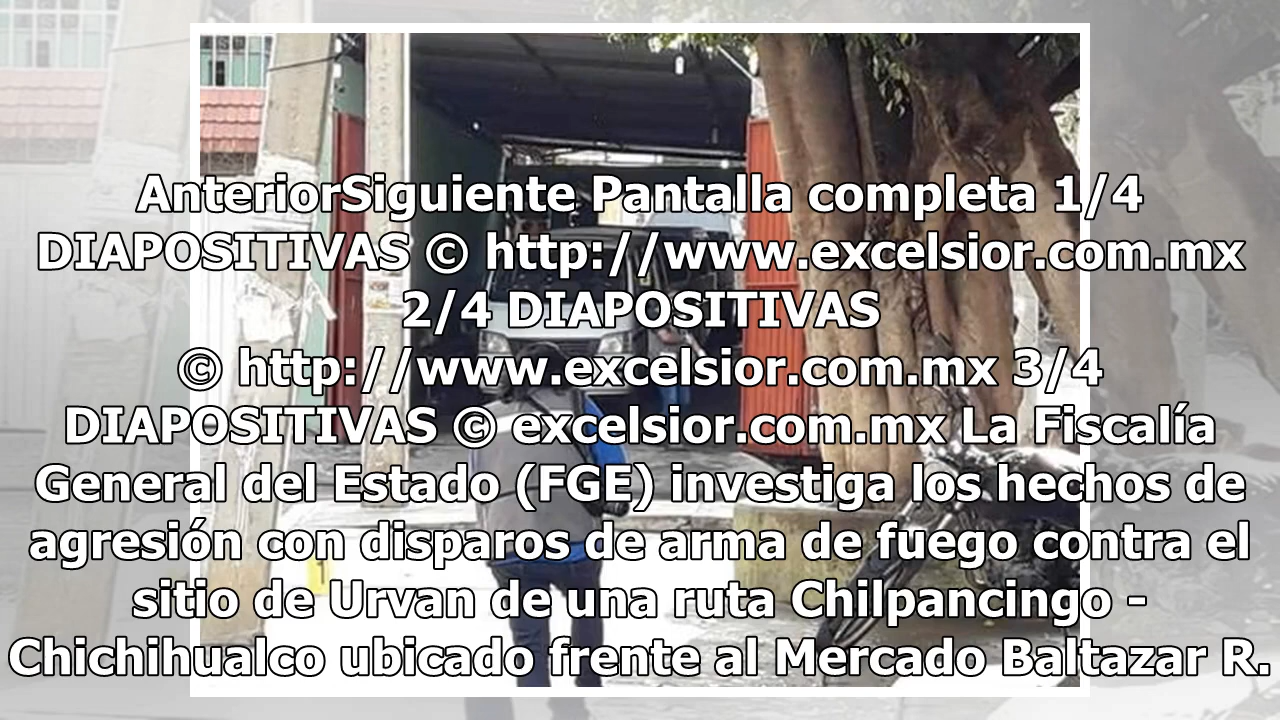 AnteriorSiguiente Pantalla completa 1/4
DIAPOSITIVAS © http://www.excelsior.com.mx
2/4 DIAPOSITIVAS
© http://www.excelsior.com.mx 3/4
DIAPOSITIVAS © excelsior.com.mx La Fiscalía
General del Estado (FGE) investiga los hechos de
agresión con disparos de arma de fuego contra el
sitio de Urvan de una ruta Chilpancingo -
Chichihualco ubicado frente al Mercado Baltazar R.